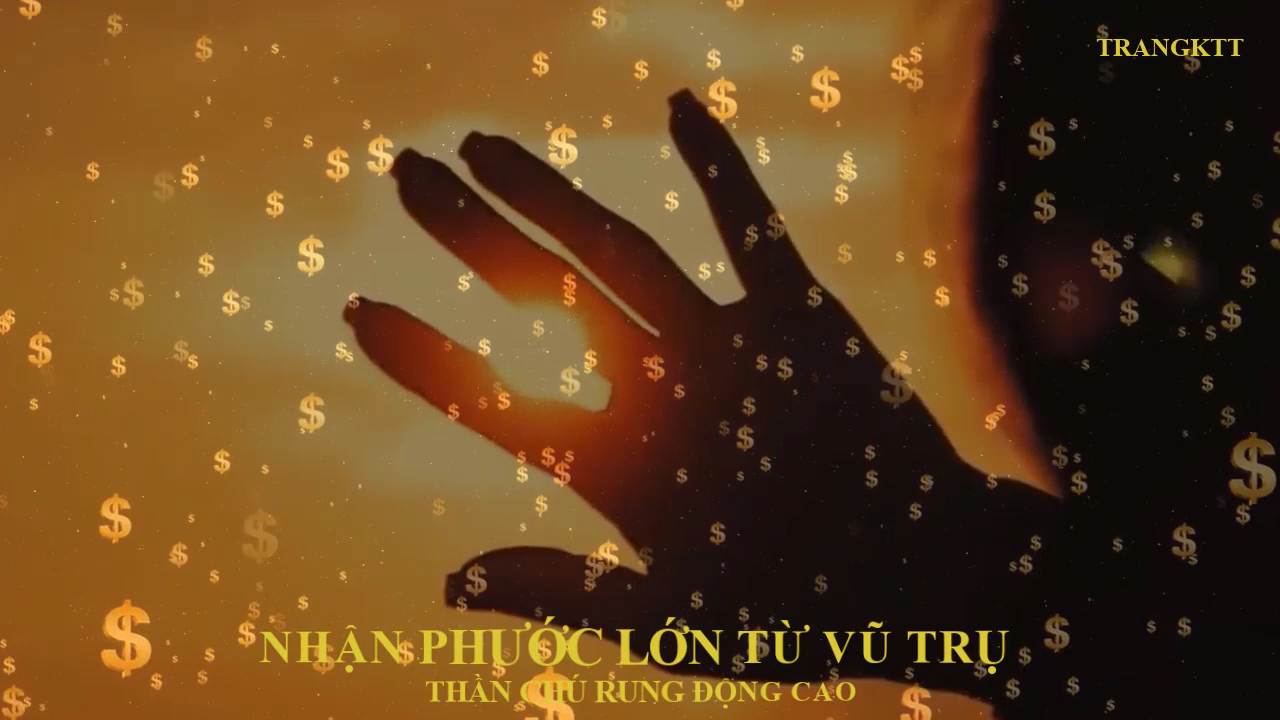 TRANGKTT
NHẬN PHƯỚC LỚN TỪ VŨ TRỤ
THẦN CHÚ RUNG ĐỘNG CAO